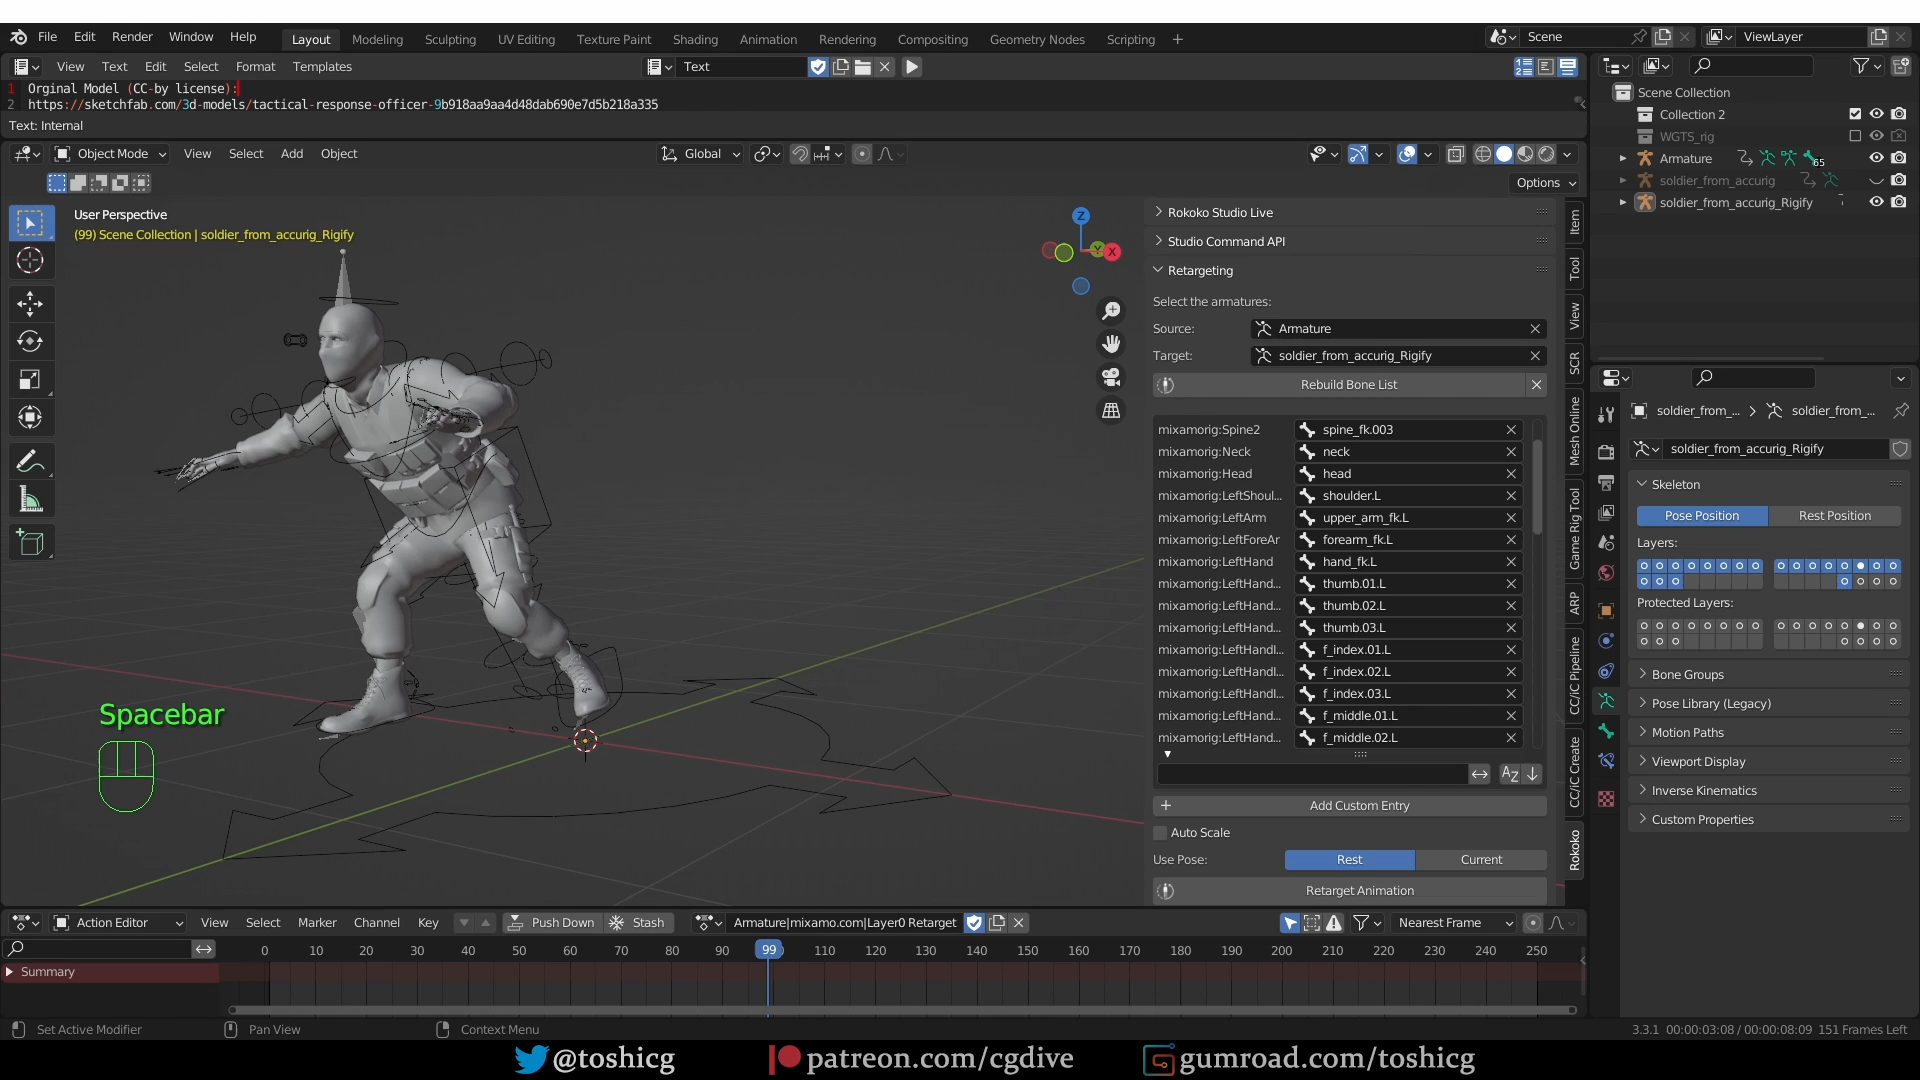 File Edit Render Window Help Layout Modeling Sculpting UV Editing Texture Paint Shading Animation Rendering Compositing Geometry Nodes Scripting + Scene ViewLayer
View Text Edit Select Format Templates Text
1 Orginal Model (CC-by license):
2 https://sketchfab.com/3d-models/tactical-response-officer-9b918aa9aa4d48dab690e7d5b218a335
Text: Internal
Object Mode View Select Add Object Global
Options
User Perspective
(99) Scene Collection | soldier_from_accurig_Rigify
Z
Y
X
Spacebar
Rokoko Studio Live
Studio Command API
Retargeting
Select the armatures:
Source: Armature
Target: soldier_from_accurig_Rigify
Rebuild Bone List
mixamorig:Spine2 spine_fk.003
mixamorig:Neck neck
mixamorig:Head head
mixamorig:LeftShoul... shoulder.L
mixamorig:LeftArm upper_arm_fk.L
mixamorig:LeftForeAr forearm_fk.L
mixamorig:LeftHand hand_fk.L
mixamorig:LeftHand... thumb.01.L
mixamorig:LeftHand... thumb.02.L
mixamorig:LeftHand... thumb.03.L
mixamorig:LeftHandI... f_index.01.L
mixamorig:LeftHandI... f_index.02.L
mixamorig:LeftHandI... f_index.03.L
mixamorig:LeftHand... f_middle.01.L
mixamorig:LeftHand... f_middle.02.L
Add Custom Entry
Auto Scale
Use Pose: Rest Current
Retarget Animation
Item
Tool
View
SCR
Mesh Online
Game Rig Tool
ARP
CC/iC Pipeline
CC/iC Create
Rokoko
Scene Collection
Collection 2
WGTS_rig
Armature 65
soldier_from_accurig
soldier_from_accurig_Rigify
soldier_from_... soldier_from_...
soldier_from_accurig_Rigify
Skeleton
Pose Position Rest Position
Layers:
Protected Layers:
Bone Groups
Pose Library (Legacy)
Motion Paths
Viewport Display
Inverse Kinematics
Custom Properties
Action Editor View Select Marker Channel Key Push Down Stash Armature|mixamo.com|Layer0 Retarget Nearest Frame
0 10 20 30 40 50 60 70 80 90 99 110 120 130 140 150 160 170 180 190 200 210 220 230 240 250
Summary
Set Active Modifier Pan View Context Menu 3.3.1 00:00:03:08 / 00:00:08:09 151 Frames Left
@toshicg patreon.com/cgdive gumroad.com/toshicg